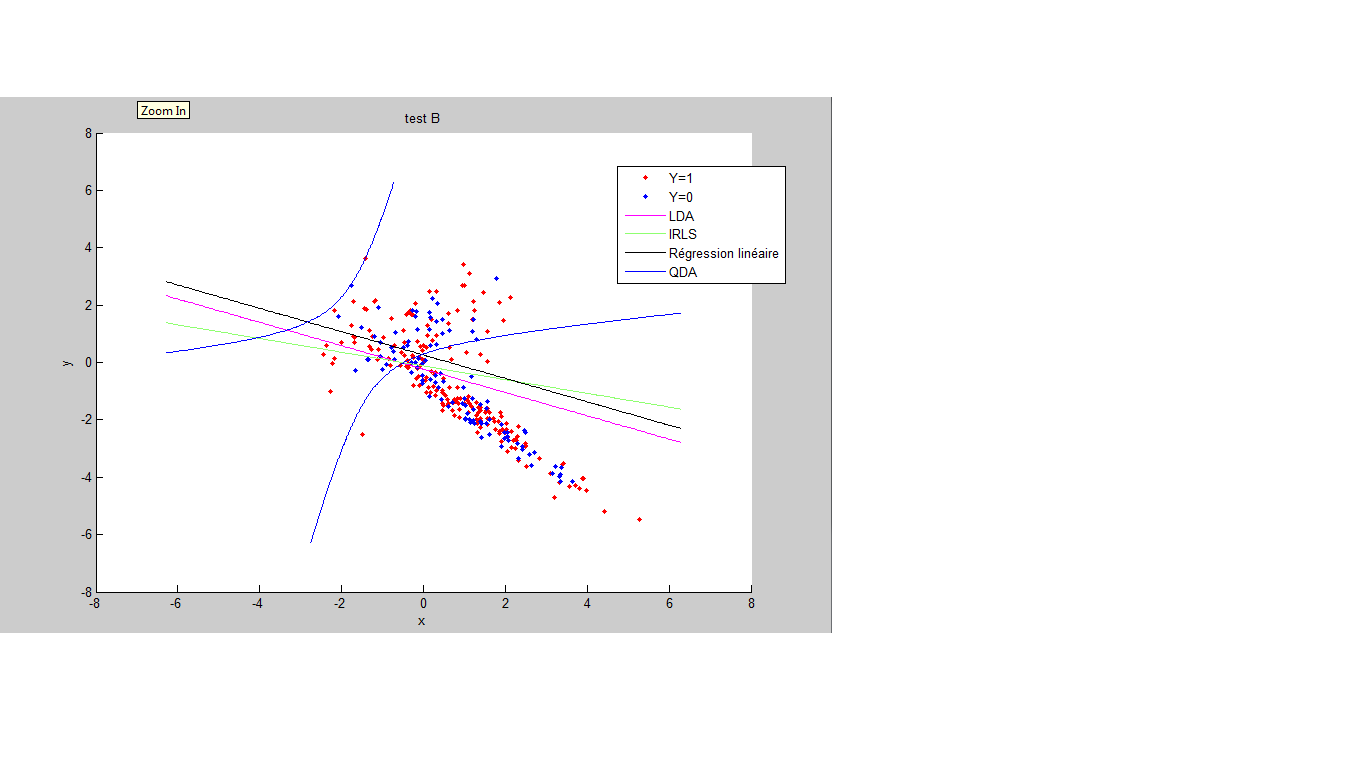 Zoom In
test B
8
6
4
2
0
-2
-4
-6
-8
y
Y=1
Y=0
LDA
IRLS
Régression linéaire
QDA
-8 -6 -4 -2 0 2 4 6 8
x